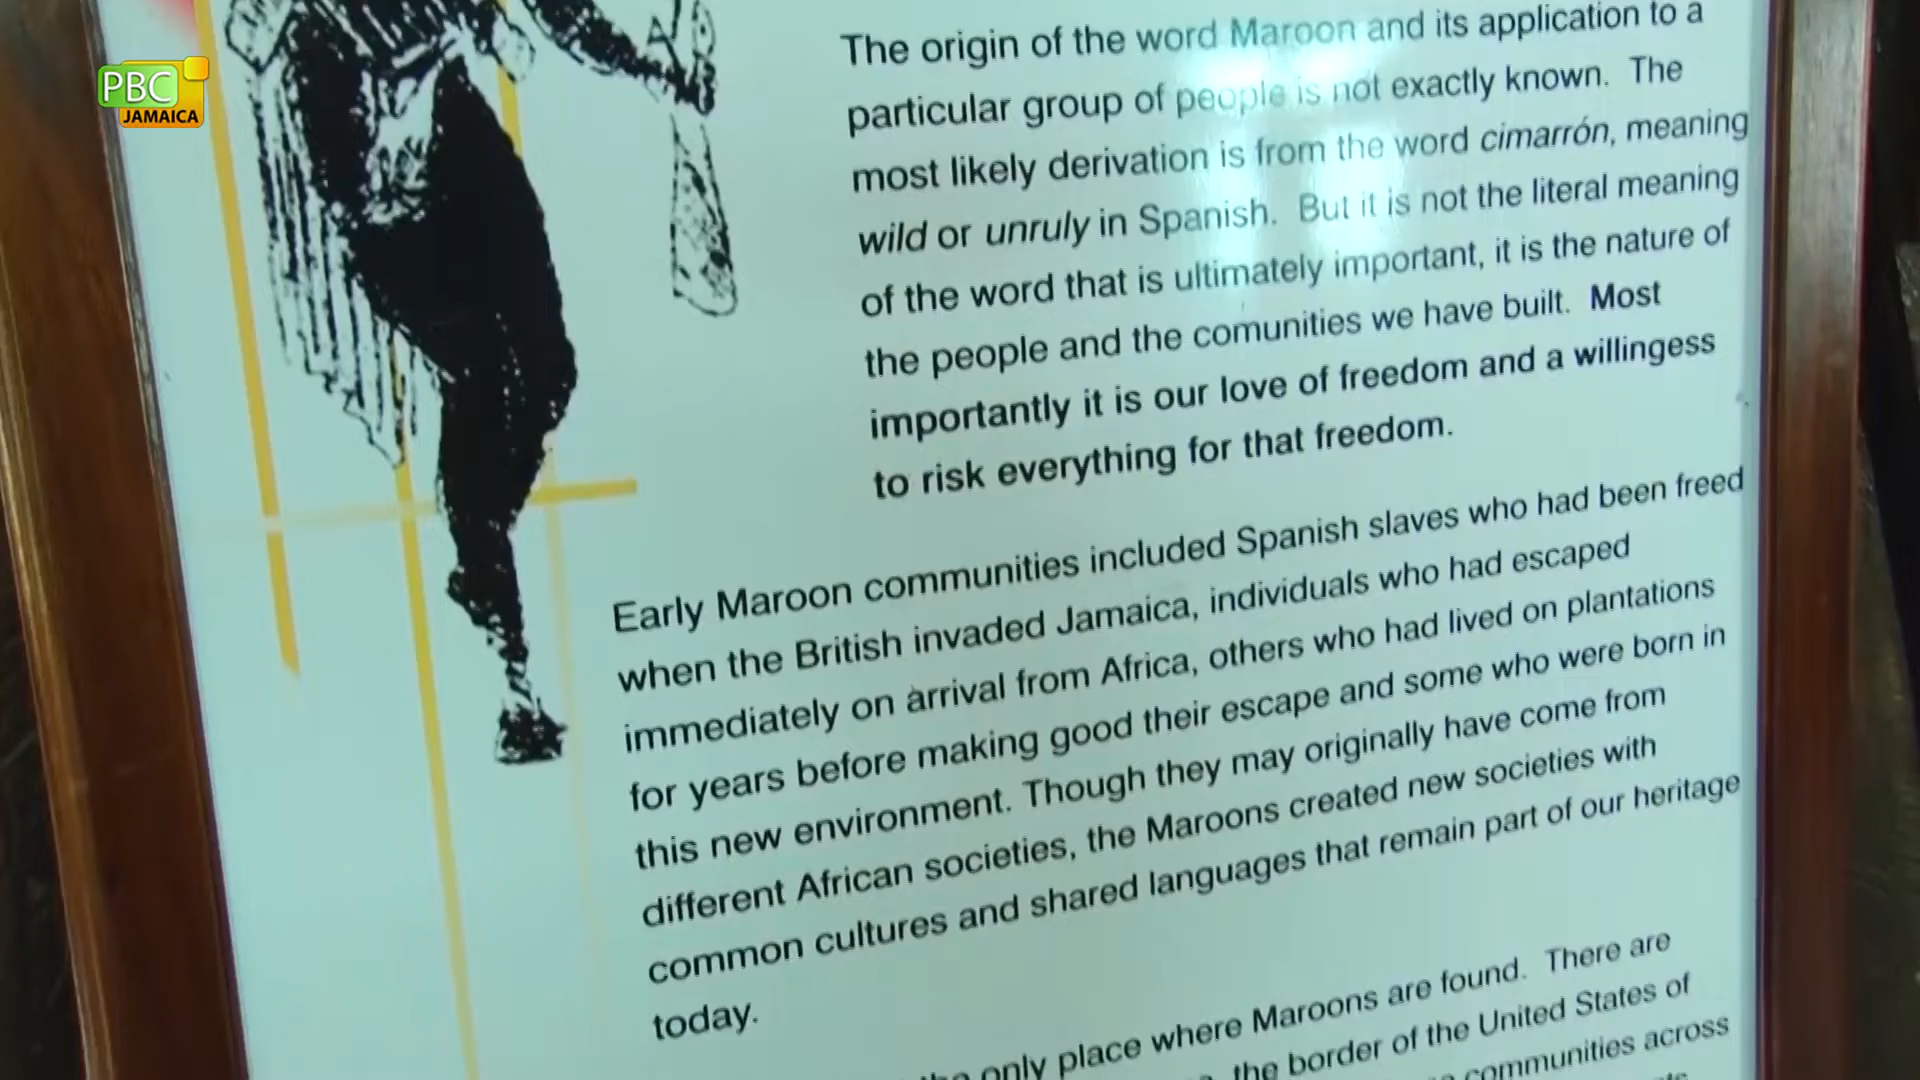 PBC
JAMAICA
The origin of the word Maroon and its application to a
particular group of people is not exactly known. The
most likely derivation is from the word cimarrón, meaning
wild or unruly in Spanish. But it is not the literal meaning
of the word that is ultimately important, it is the nature of
the people and the comunities we have built. Most
importantly it is our love of freedom and a willingess
to risk everything for that freedom.
Early Maroon communities included Spanish slaves who had been freed
when the British invaded Jamaica, individuals who had escaped
immediately on arrival from Africa, others who had lived on plantations
for years before making good their escape and some who were born in
this new environment. Though they may originally have come from
different African societies, the Maroons created new societies with
common cultures and shared languages that remain part of our heritage
today.
only place where Maroons are found. There are
the border of the United States of
communities across